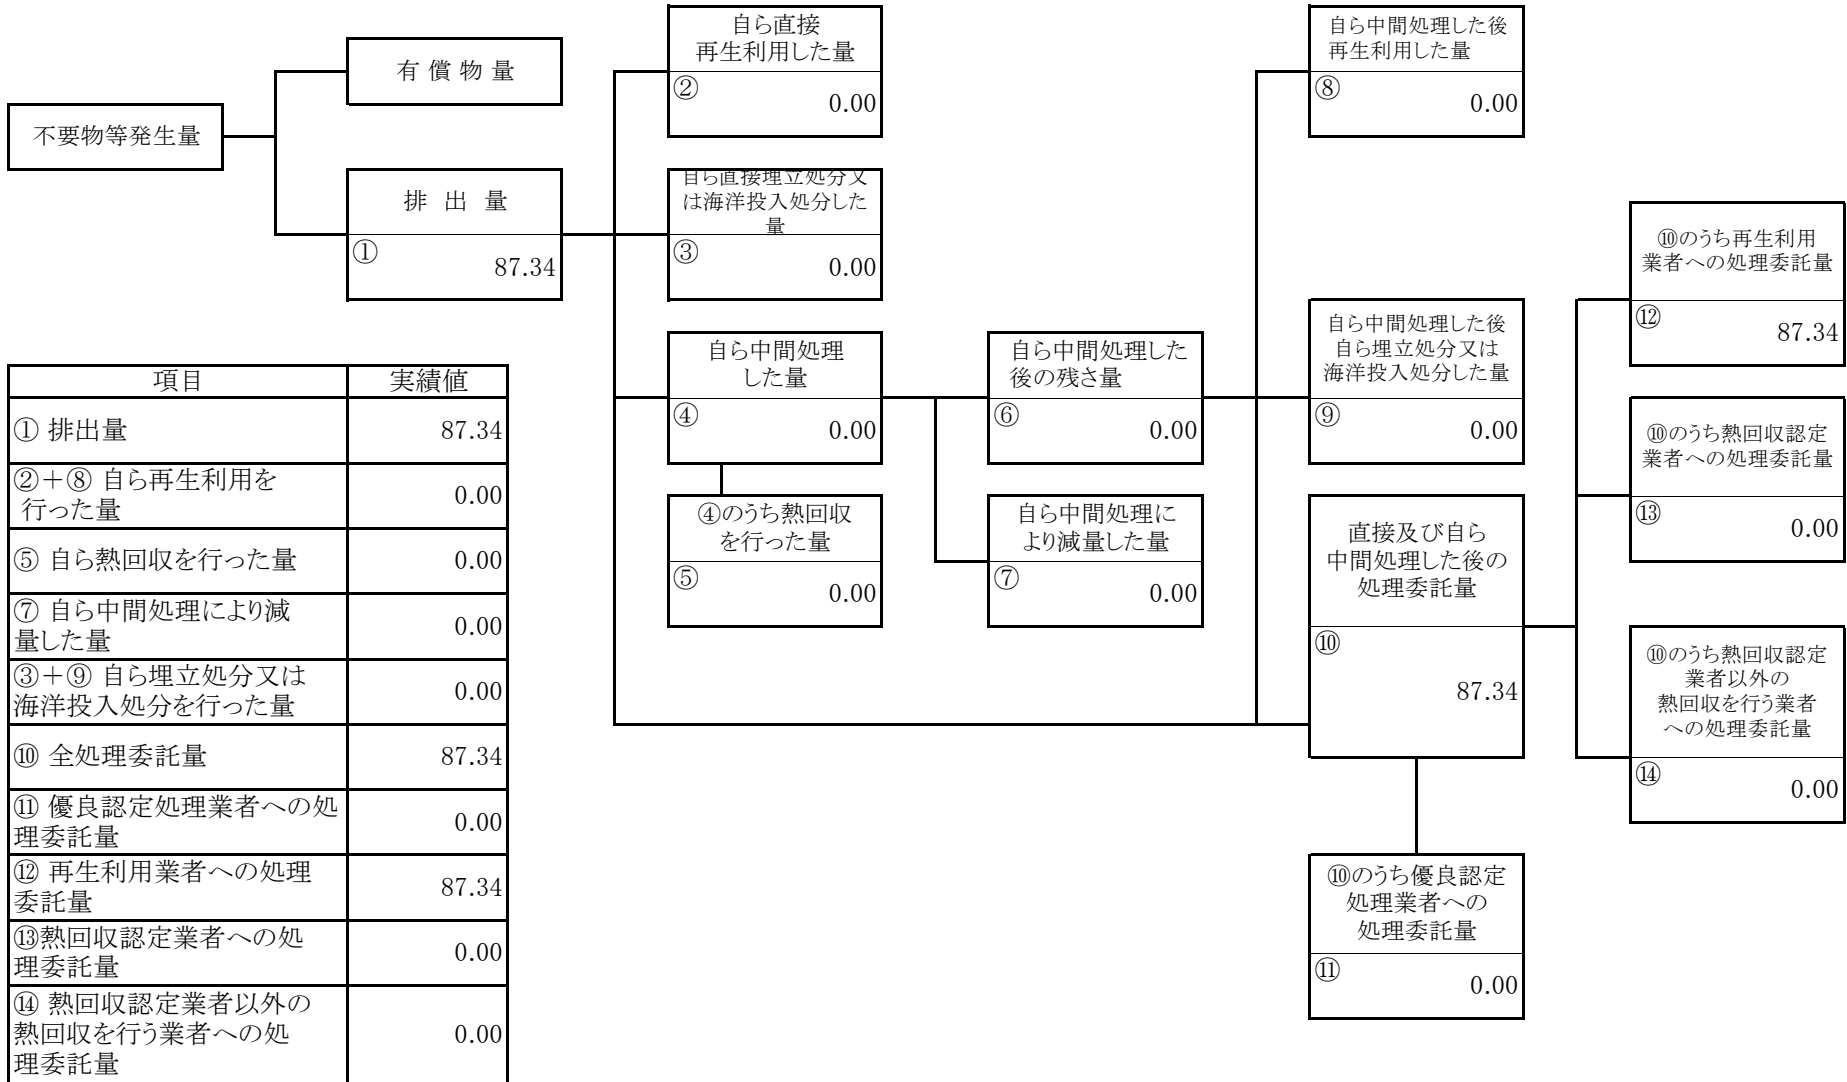 不要物等発生量
有 償 物 量
排 出 量
①
87.34
自ら直接
再生利用した量
②
0.00
自ら直接埋立処分又
は海洋投入処分した
量
③
0.00
自ら中間処理
した量
④
0.00
④のうち熱回収
を行った量
⑤
0.00
自ら中間処理した
後の残さ量
⑥
0.00
自ら中間処理に
より減量した量
⑦
0.00
自ら中間処理した後
再生利用した量
⑧
0.00
自ら中間処理した後
自ら埋立処分又は
海洋投入処分した量
⑨
0.00
直接及び自ら
中間処理した後の
処理委託量
⑩
87.34
⑩のうち優良認定
処理業者への
処理委託量
⑪
0.00
⑩のうち再生利用
業者への処理委託量
⑫
87.34
⑩のうち熱回収認定
業者への処理委託量
⑬
0.00
⑩のうち熱回収認定
業者以外の
熱回収を行う業者
への処理委託量
⑭
0.00
項目 実績値
① 排出量 87.34
②+⑧ 自ら再生利用を
行った量 0.00
⑤ 自ら熱回収を行った量 0.00
⑦ 自ら中間処理により減
量した量 0.00
③+⑨ 自ら埋立処分又は
海洋投入処分を行った量 0.00
⑩ 全処理委託量 87.34
⑪ 優良認定処理業者への処
理委託量 0.00
⑫ 再生利用業者への処理
委託量 87.34
⑬熱回収認定業者への処
理委託量 0.00
⑭ 熱回収認定業者以外の
熱回収を行う業者への処
理委託量 0.00